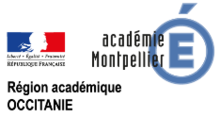 Liberté • Égalité • Fraternité
RÉPUBLIQUE FRANÇAISE
académie
Montpellier
É
Région académique
OCCITANIE